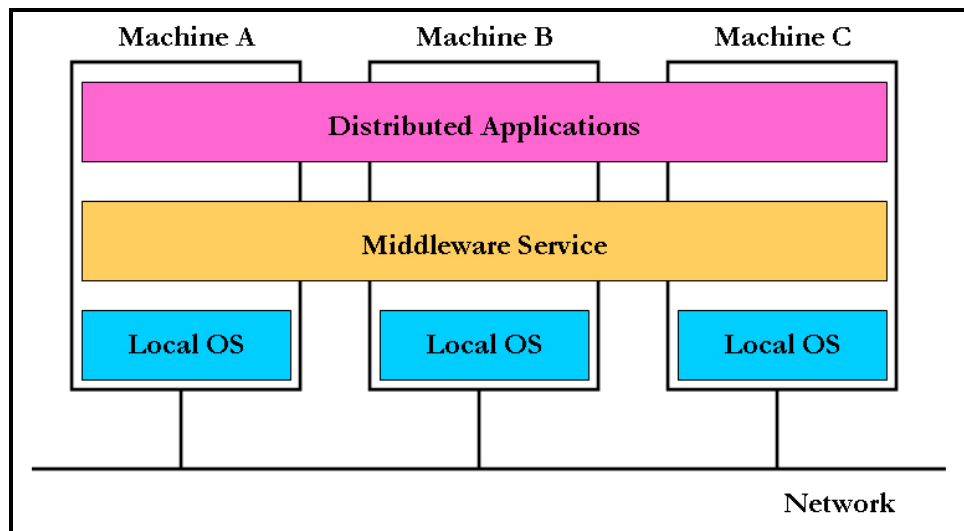 Machine A
Machine B
Machine C
Distributed Applications
Middleware Service
Local OS
Local OS
Local OS
Network